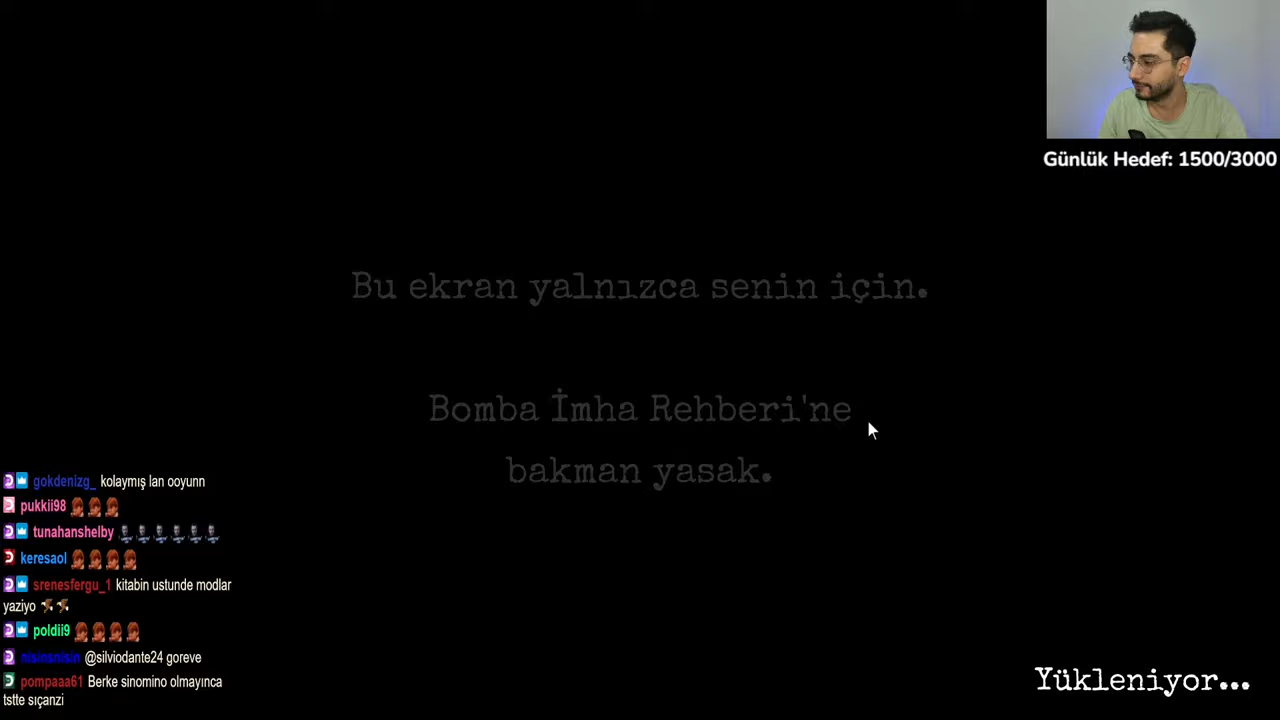 Günlük Hedef: 1500/3000
Bu ekran yalnızca senin için.
Bomba İmha Rehberi'ne
bakman yasak.
gokdenizg_ kolaymış lan ooyunn
pukkii98
tunahanshelby
keresaol
srenesfergu_1 kitabin ustunde modlar
yaziyo
poldii9
nisinsnisin @silviodante24 goreve
pompaaa61 Berke sinomino olmayınca
tstte sıçanzi
Yükleniyor...